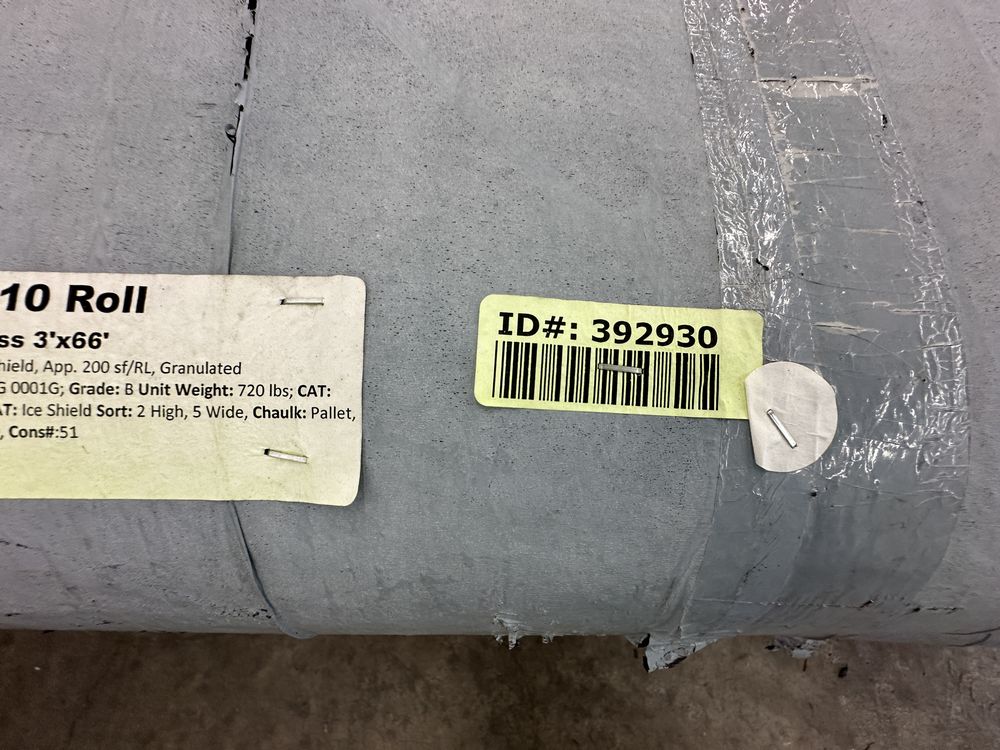 10 Roll
ss 3'x66'
hield, App. 200 sf/RL, Granulated
G 0001G; Grade: B Unit Weight: 720 lbs; CAT:
AT: Ice Shield Sort: 2 High, 5 Wide, Chaulk: Pallet,
, Cons#:51
ID#: 392930